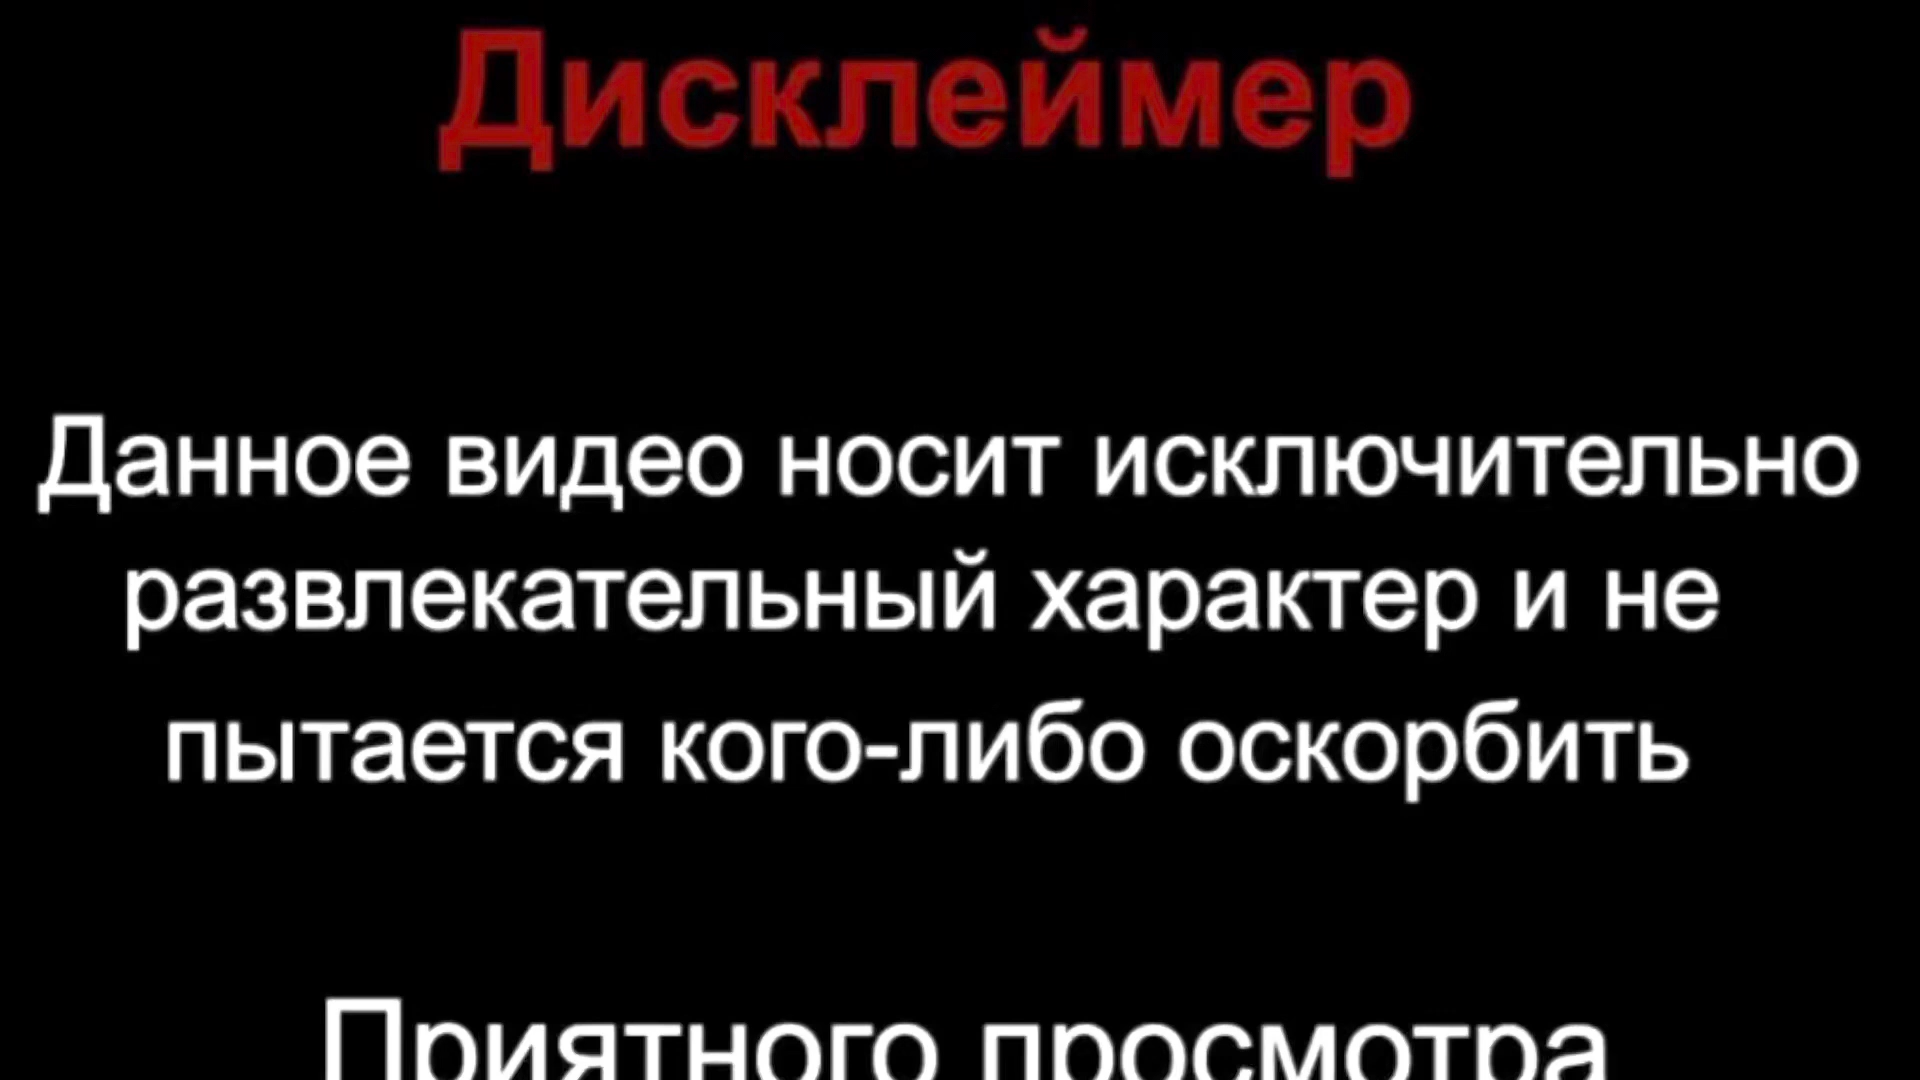 Дисклеймер
Данное видео носит исключительно
развлекательный характер и не
пытается кого-либо оскорбить
Приятного просмотра